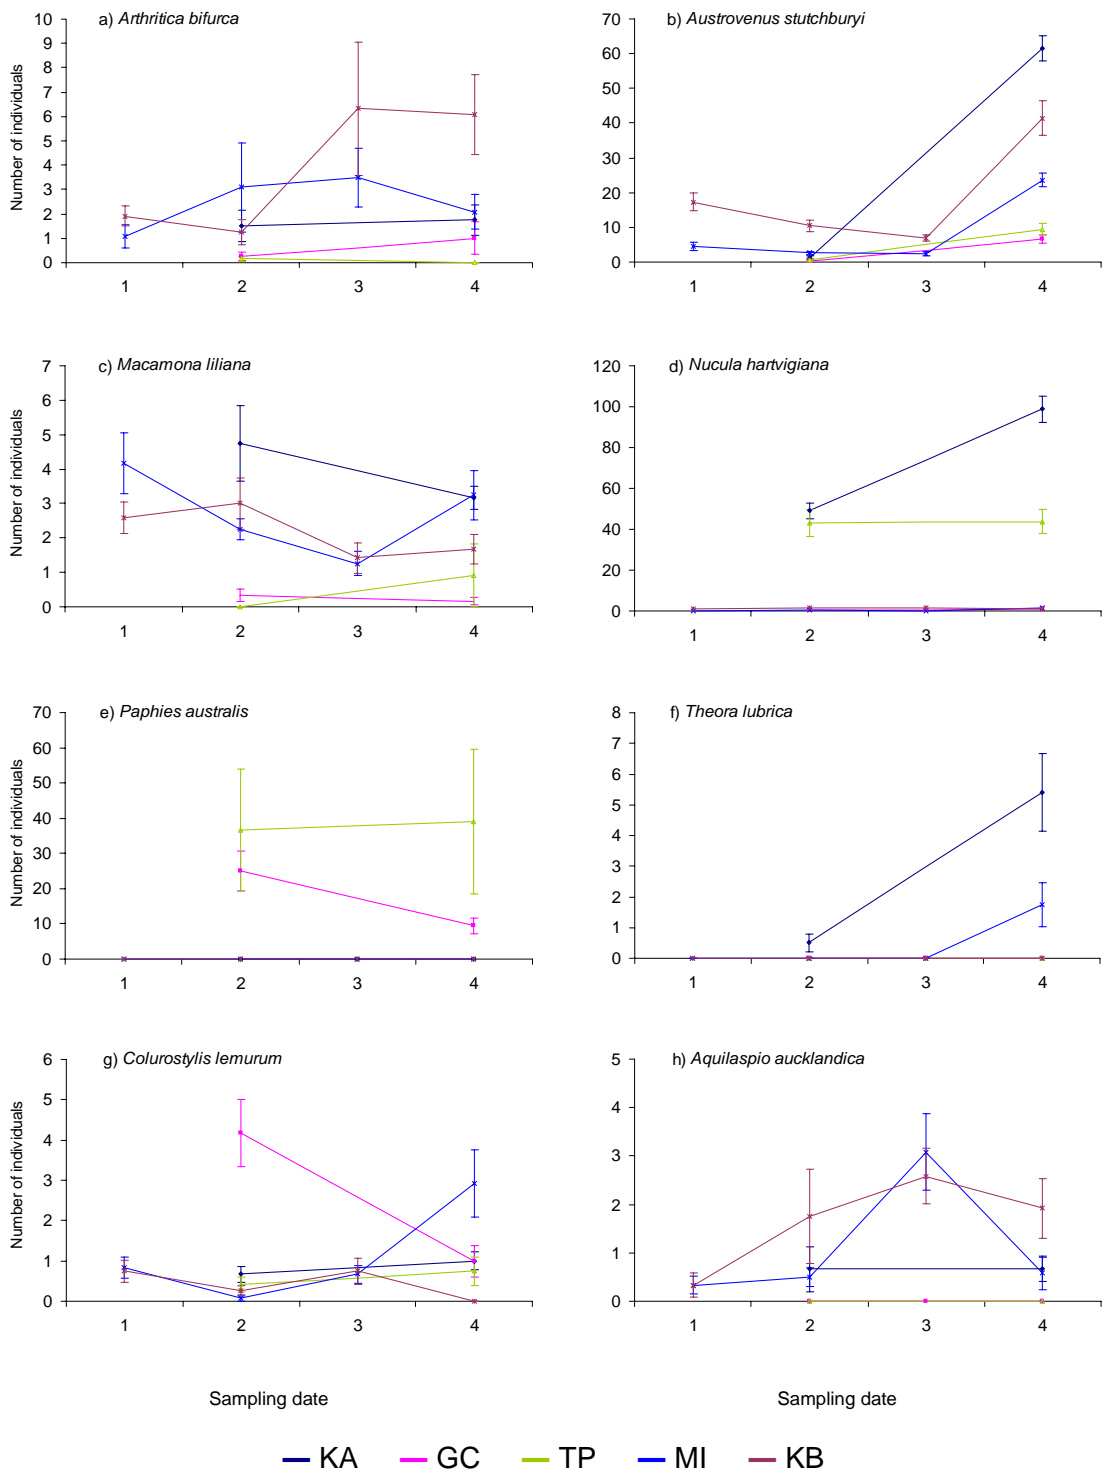 a) Arthritica bifurca
Number of individuals
10
9
8
7
6
5
4
3
2
1
0
1 2 3 4
b) Austrovenus stutchburyi
70
60
50
40
30
20
10
0
1 2 3 4
c) Macamona liliana
Number of individuals
7
6
5
4
3
2
1
0
1 2 3 4
d) Nucula hartvigiana
120
100
80
60
40
20
0
1 2 3 4
e) Paphies australis
Number of individuals
70
60
50
40
30
20
10
0
1 2 3 4
f) Theora lubrica
8
7
6
5
4
3
2
1
0
1 2 3 4
g) Colurostylis lemurum
Number of individuals
6
5
4
3
2
1
0
1 2 3 4
Sampling date
h) Aquilaspio aucklandica
5
4
3
2
1
0
1 2 3 4
Sampling date
KA GC TP MI KB